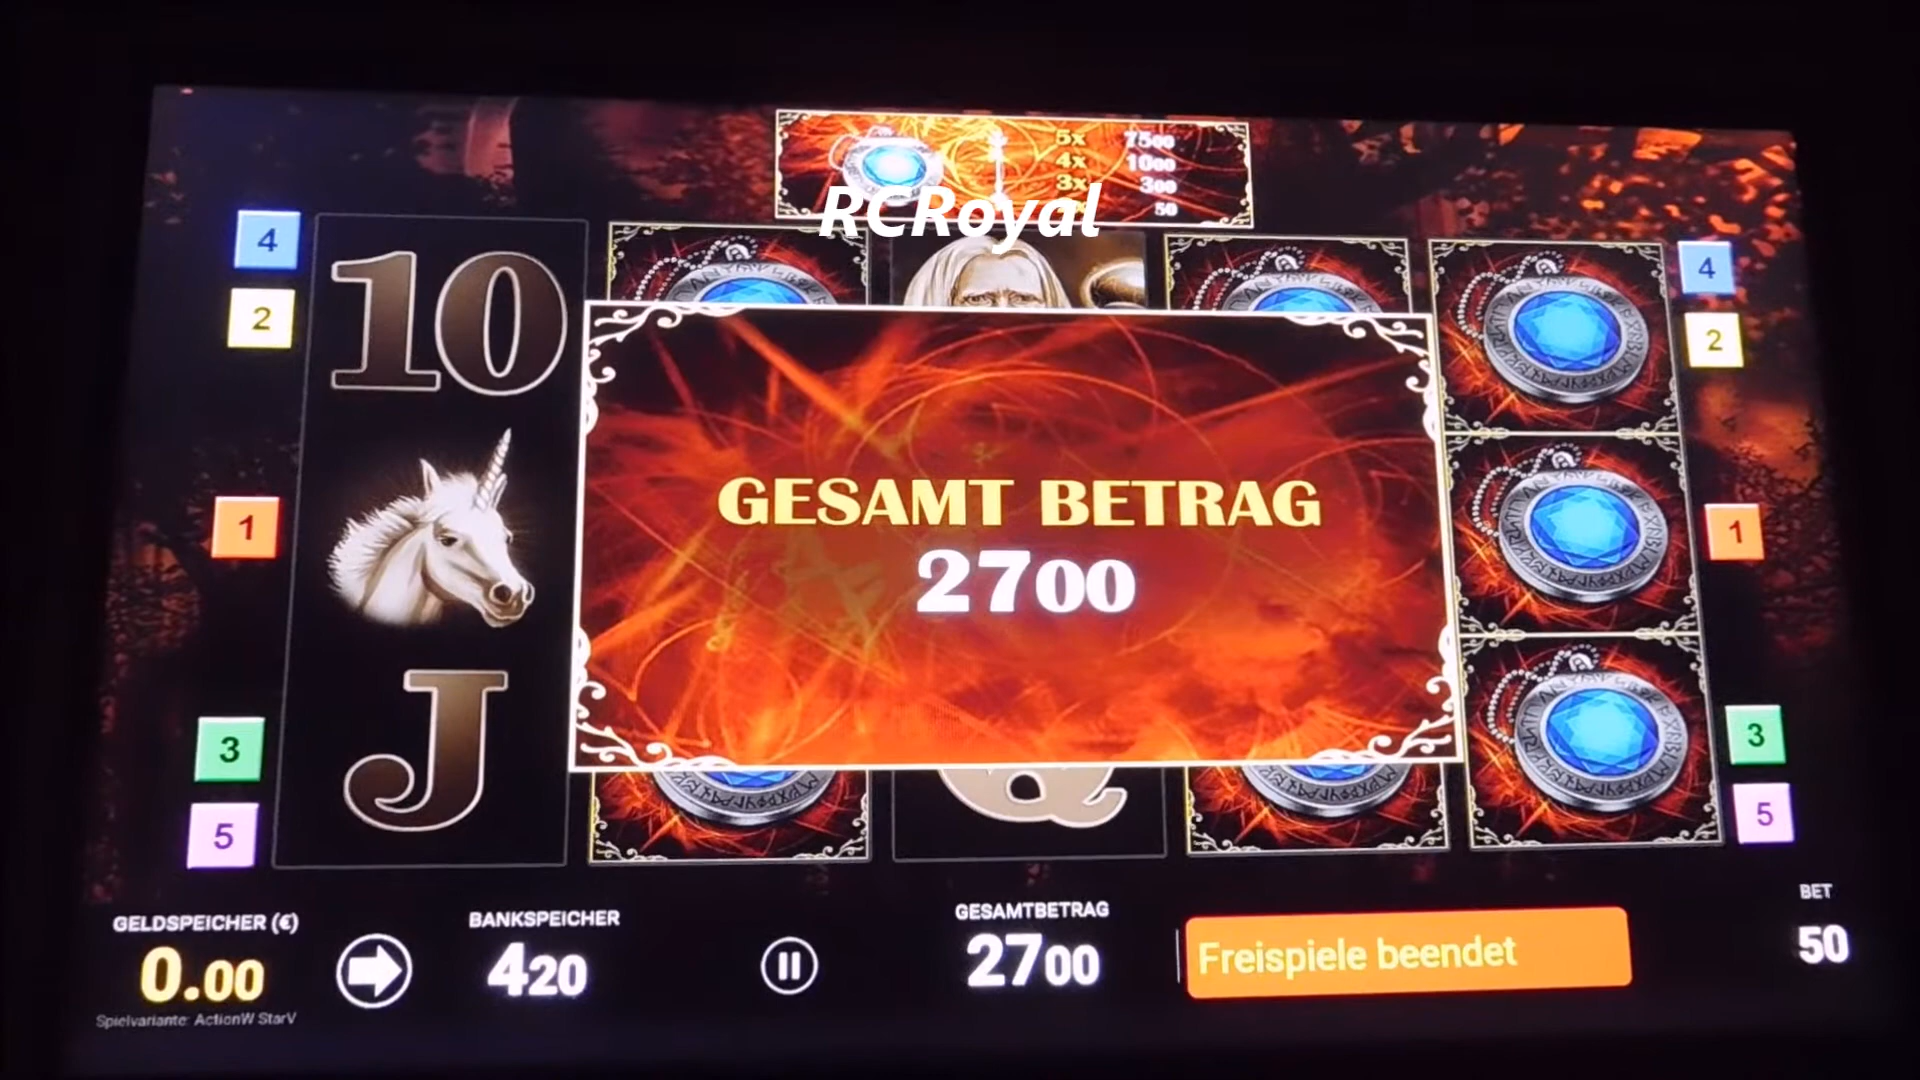 5x 7500
4x 1000
3x 300
50
RCRoyal
4
4
2
2
10
1
1
GESAMT BETRAG
2700
J
Q
3
3
5
5
GELDSPEICHER (€)
0.00
BANKSPEICHER
420
GESAMTBETRAG
2700
Freispiele beendet
BET
50
Spielvariante: ActionW StarV